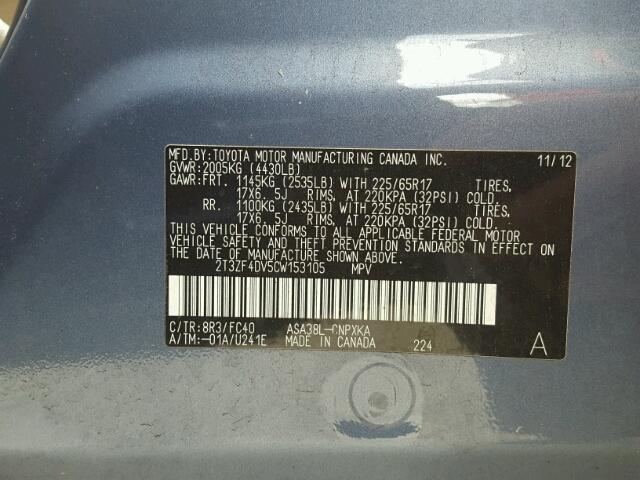 MFD.BY:TOYOTA MOTOR MANUFACTURING CANADA INC. 11/12
GVWR:2005KG (4430LB)
GAWR:FRT. 1145KG (2535LB) WITH 225/65R17 TIRES,
17X6.5J RIMS, AT 220KPA (32PSI) COLD.
RR. 1100KG (2435LB) WITH 225/65R17 TIRES,
17X6.5J RIMS, AT 220KPA (32PSI) COLD.
THIS VEHICLE CONFORMS TO ALL APPLICABLE FEDERAL MOTOR
VEHICLE SAFETY AND THEFT PREVENTION STANDARDS IN EFFECT ON
THE DATE OF MANUFACTURE SHOWN ABOVE.
2T3ZF4DV5CW153105 MPV
C/TR:8R3/FC40 ASA38L-GNPXKA
A/TM:-01A/U241E MADE IN CANADA 224 A